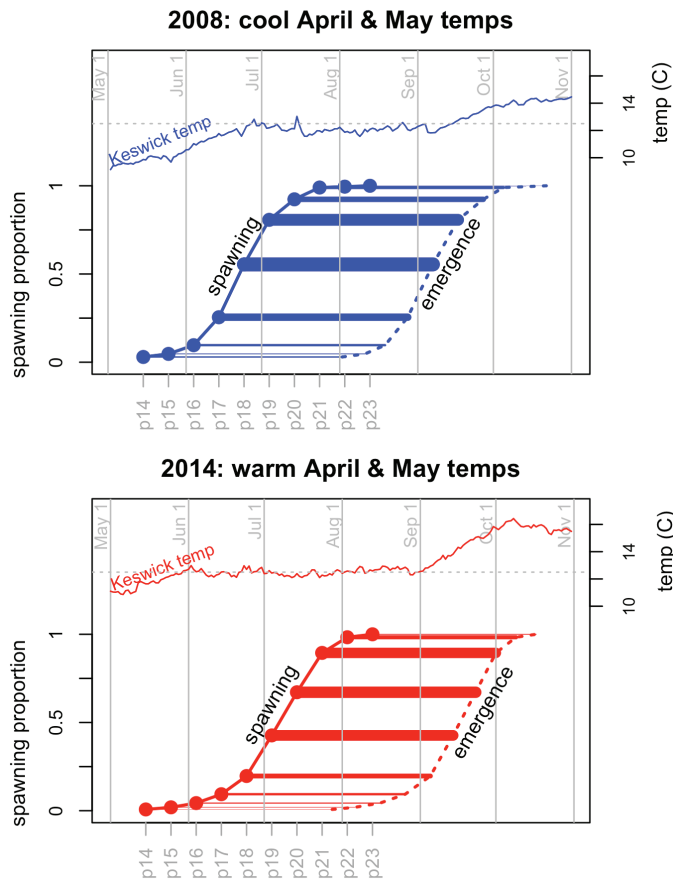 2008: cool April & May temps
May 1
Jun 1
Jul 1
Aug 1
Sep 1
Oct 1
Nov 1
Keswick temp
14
10
temp (C)
spawning proportion
1
0.5
0
spawning
emergence
p14
p15
p16
p17
p18
p19
p20
p21
p22
p23
2014: warm April & May temps
May 1
Jun 1
Jul 1
Aug 1
Sep 1
Oct 1
Nov 1
Keswick temp
14
10
temp (C)
spawning proportion
1
0.5
0
spawning
emergence
p14
p15
p16
p17
p18
p19
p20
p21
p22
p23